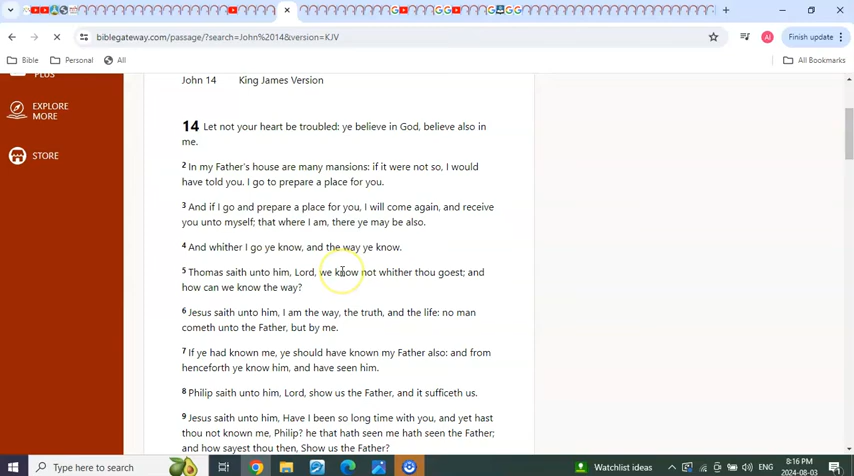 biblegateway.com/passage/?search=John%2014&version=KJV
AI
Finish update
Bible
Personal
All
All Bookmarks
PLUS
EXPLORE
MORE
STORE
John 14 King James Version
14 Let not your heart be troubled: ye believe in God, believe also in
me.
2 In my Father's house are many mansions: if it were not so, I would
have told you. I go to prepare a place for you.
3 And if I go and prepare a place for you, I will come again, and receive
you unto myself; that where I am, there ye may be also.
4 And whither I go ye know, and the way ye know.
5 Thomas saith unto him, Lord, we know not whither thou goest; and
how can we know the way?
6 Jesus saith unto him, I am the way, the truth, and the life: no man
cometh unto the Father, but by me.
7 If ye had known me, ye should have known my Father also: and from
henceforth ye know him, and have seen him.
8 Philip saith unto him, Lord, show us the Father, and it sufficeth us.
9 Jesus saith unto him, Have I been so long time with you, and yet hast
thou not known me, Philip? he that hath seen me hath seen the Father;
and how sayest thou then, Show us the Father?
Type here to search
Watchlist ideas
8:16 PM
2024-08-03